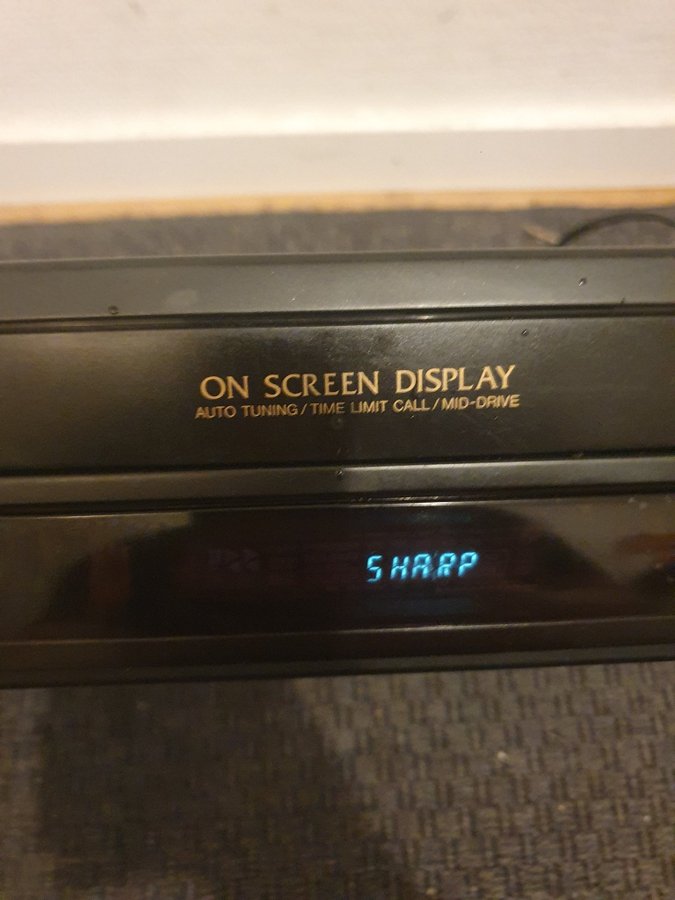 ON SCREEN DISPLAY
AUTO TUNING/TIME LIMIT CALL/MID-DRIVE
SHARP